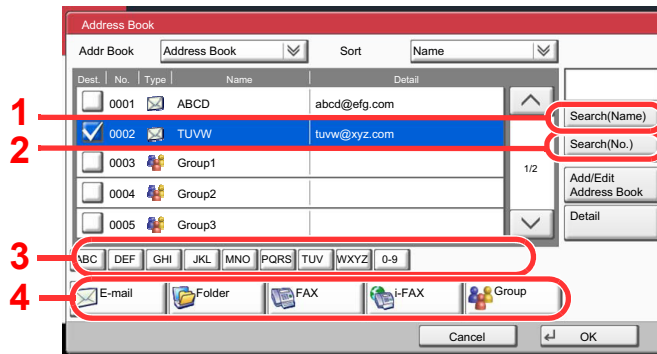 Address Book
Addr Book Address Book Sort Name
Dest. No. Type Name Detail
0001 ABCD abcd@efg.com
1 Search(Name)
0002 TUVW tuvw@xyz.com
2 Search(No.)
0003 Group1 1/2
Add/Edit
Address Book
0004 Group2
0005 Group3 Detail
3 ABC DEF GHI JKL MNO PQRS TUV WXYZ 0-9
4 E-mail Folder FAX i-FAX Group
Cancel OK